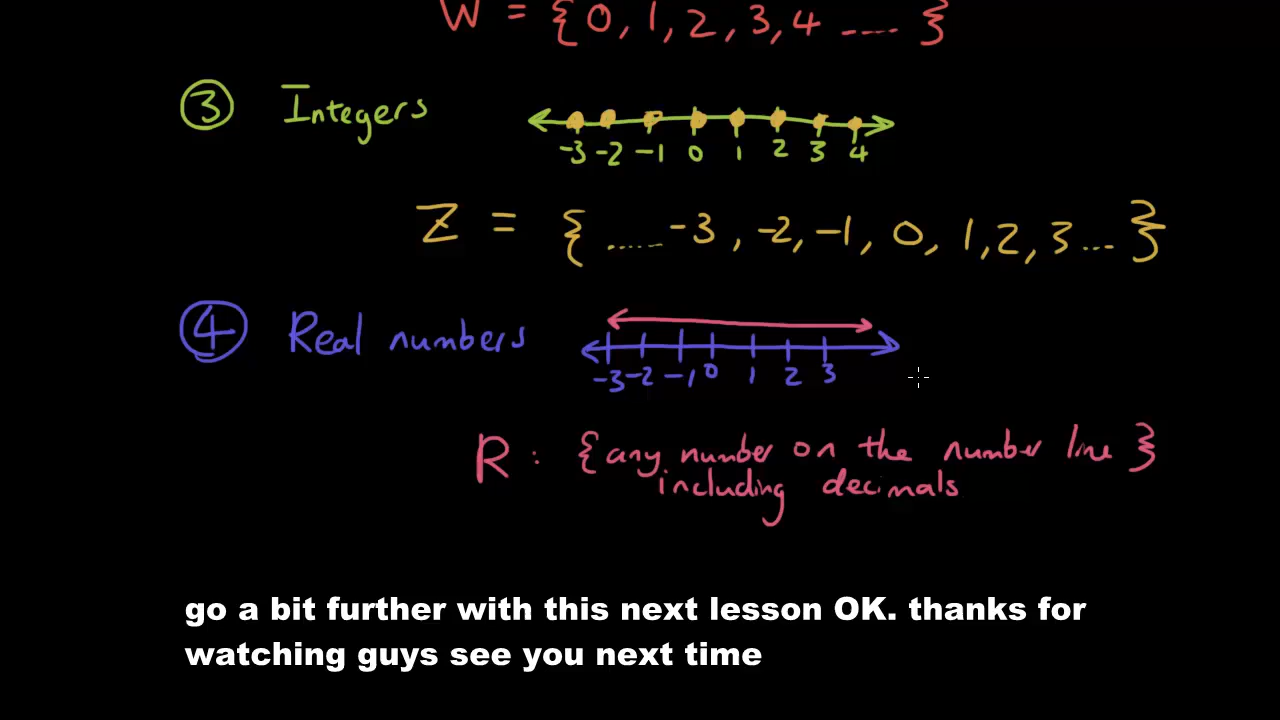 W = {0, 1, 2, 3, 4 .....}
③ Integers
-3 -2 -1 0 1 2 3 4
Z = { ...... -3, -2, -1, 0, 1, 2, 3 ... }
④ Real numbers
-3 -2 -1 0 1 2 3
R : {any number on the number line}
including decimals
go a bit further with this next lesson OK. thanks for
watching guys see you next time